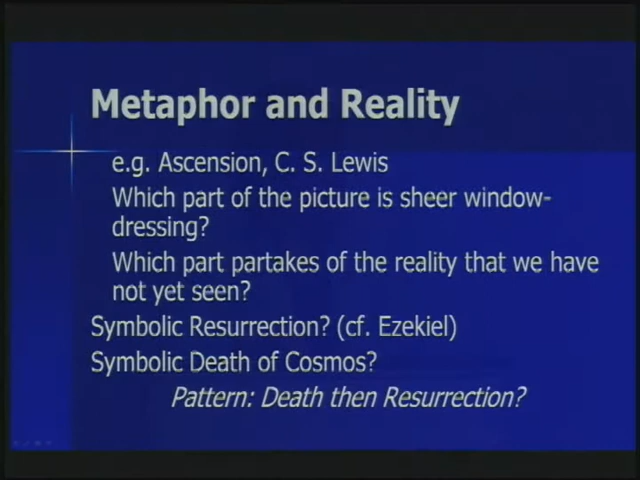 Metaphor and Reality
e.g. Ascension, C. S. Lewis
Which part of the picture is sheer window-
dressing?
Which part partakes of the reality that we have
not yet seen?
Symbolic Resurrection? (cf. Ezekiel)
Symbolic Death of Cosmos?
Pattern: Death then Resurrection?